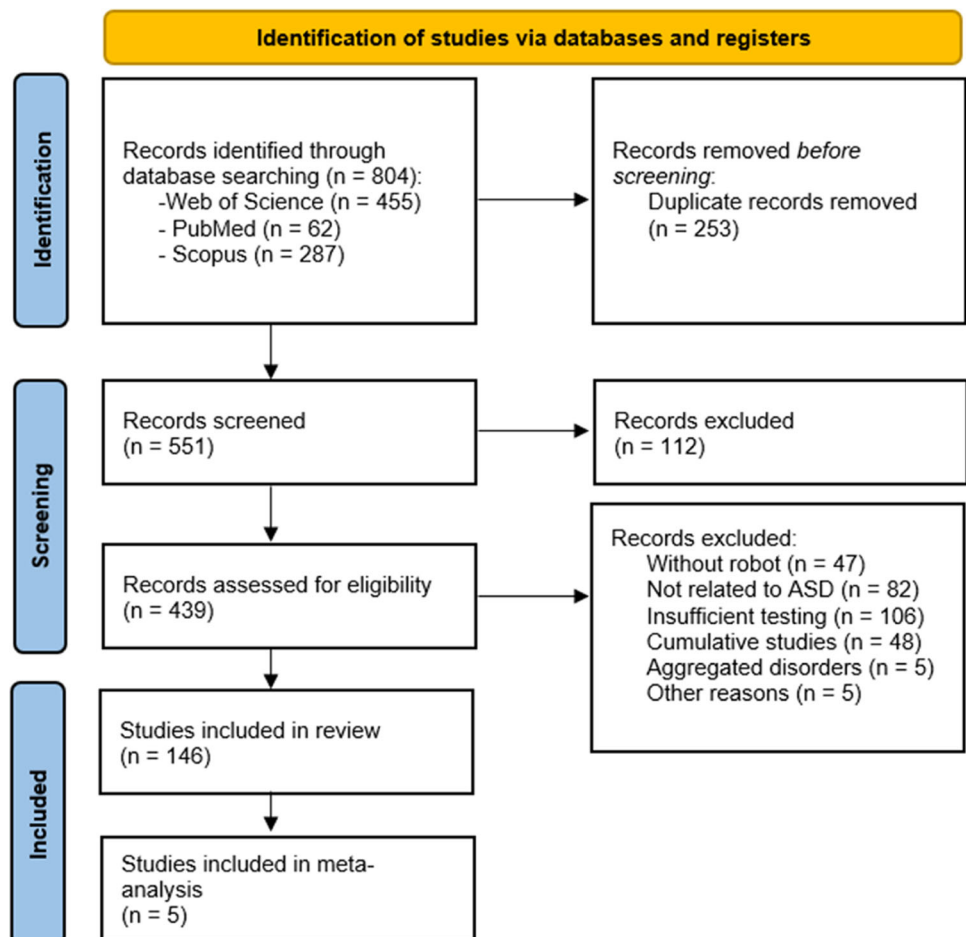 Identification of studies via databases and registers
Identification
Records identified through
database searching (n = 804):
-Web of Science (n = 455)
- PubMed (n = 62)
- Scopus (n = 287)
Records removed before
screening:
Duplicate records removed
(n = 253)
Screening
Records screened
(n = 551)
Records excluded
(n = 112)
Records assessed for eligibility
(n = 439)
Records excluded:
Without robot (n = 47)
Not related to ASD (n = 82)
Insufficient testing (n = 106)
Cumulative studies (n = 48)
Aggregated disorders (n = 5)
Other reasons (n = 5)
Included
Studies included in review
(n = 146)
Studies included in meta-
analysis
(n = 5)